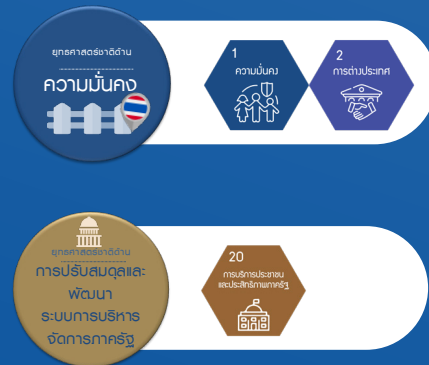 ยุทธศาสตร์ชาติด้าน
ความมั่นคง
1
ความมั่นคง
2
การต่างประเทศ
ยุทธศาสตร์ชาติด้าน
การปรับสมดุลและ
พัฒนา
ระบบการบริหาร
จัดการภาครัฐ
20
การบริการประชาชน
และประสิทธิภาพภาครัฐ